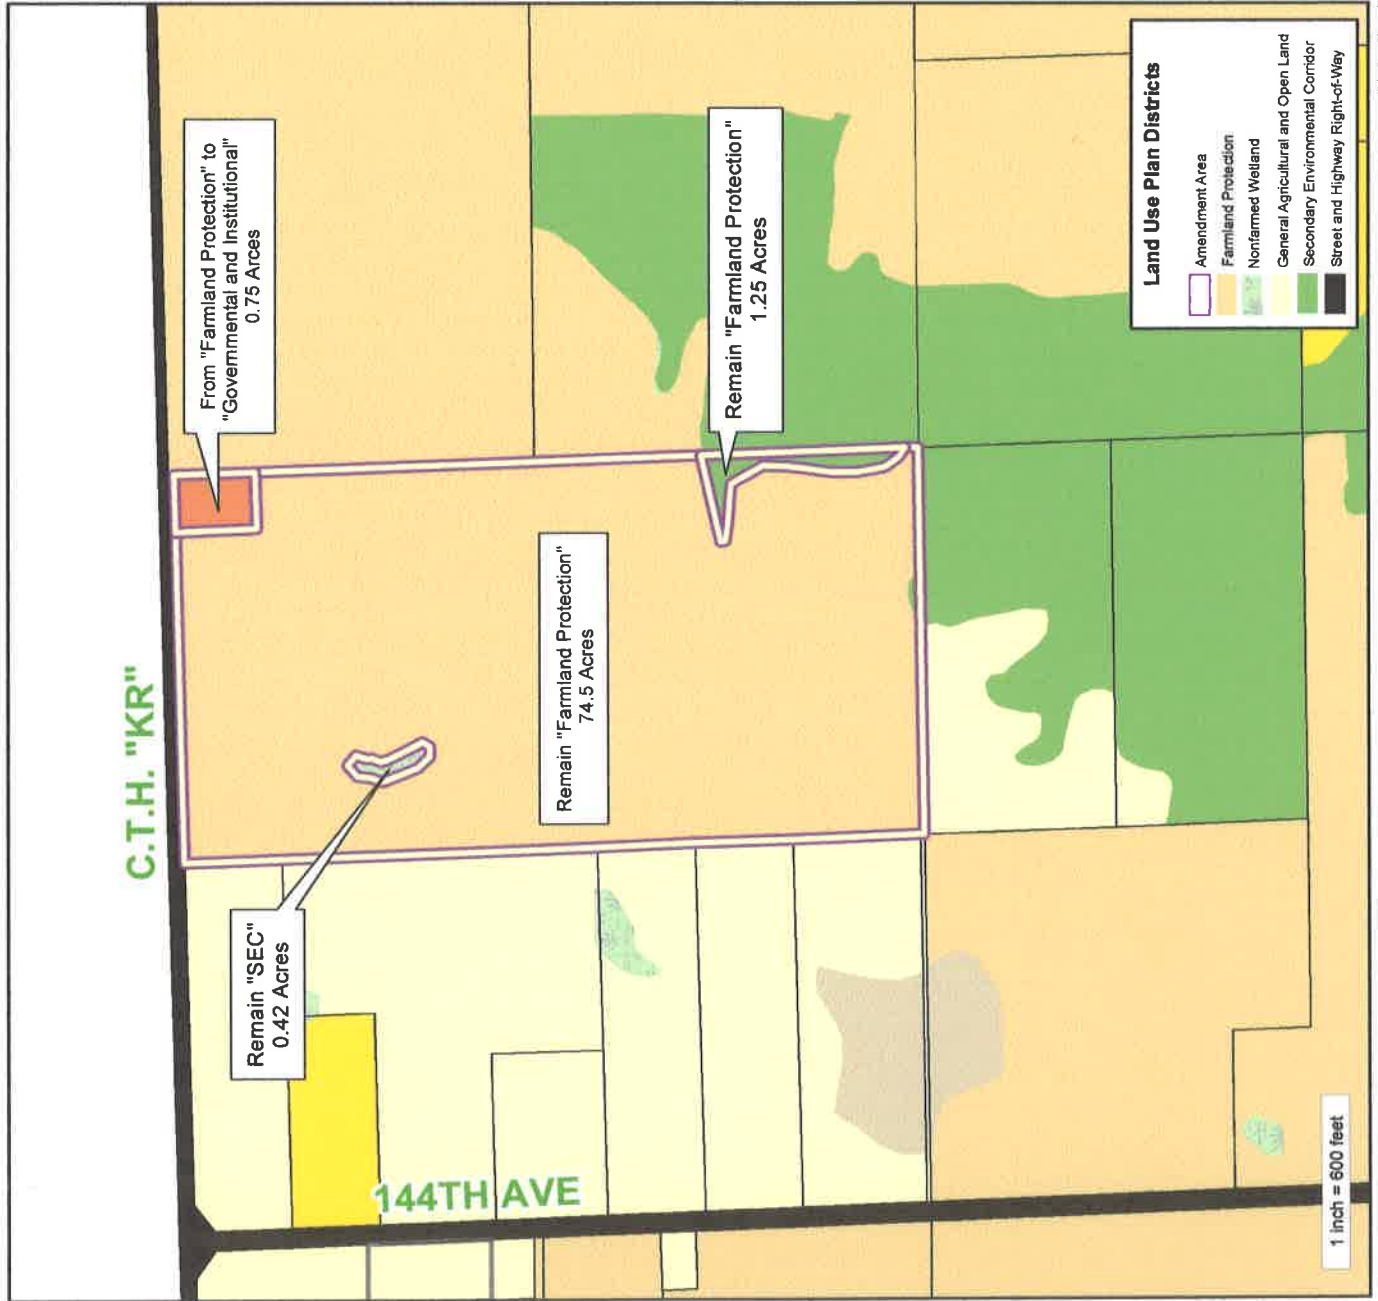 C.T.H. "KR"
From "Farmland Protection" to
"Governmental and Institutional"
0.75 Arces
Remain "SEC"
0.42 Acres
Remain "Farmland Protection"
74.5 Acres
Remain "Farmland Protection"
1.25 Acres
144TH AVE
Land Use Plan Districts
Amendment Area
Farmland Protection
Nonfarmed Wetland
General Agricultural and Open Land
Secondary Environmental Corridor
Street and Highway Right-of-Way
1 inch = 600 feet